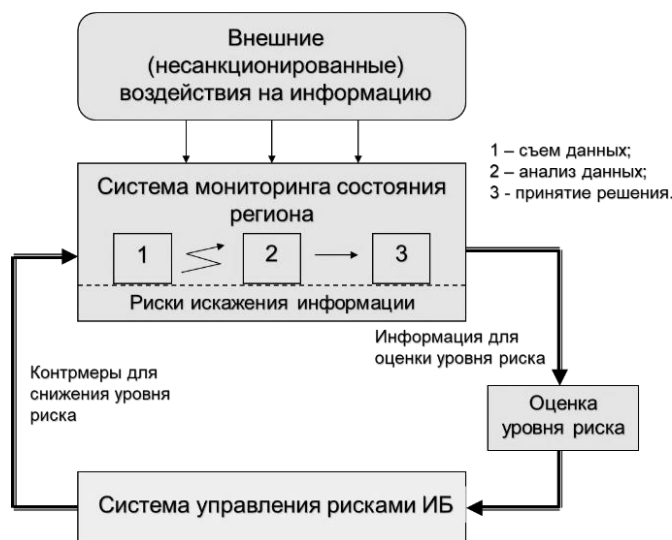 Внешние
(несанкционированные)
воздействия на информацию
1 – съем данных;
2 – анализ данных;
3 - принятие решения.
Система мониторинга состояния
региона
1
2
3
Риски искажения информации
Информация для
оценки уровня риска
Контрмеры для
снижения уровня
риска
Оценка
уровня риска
Система управления рисками ИБ